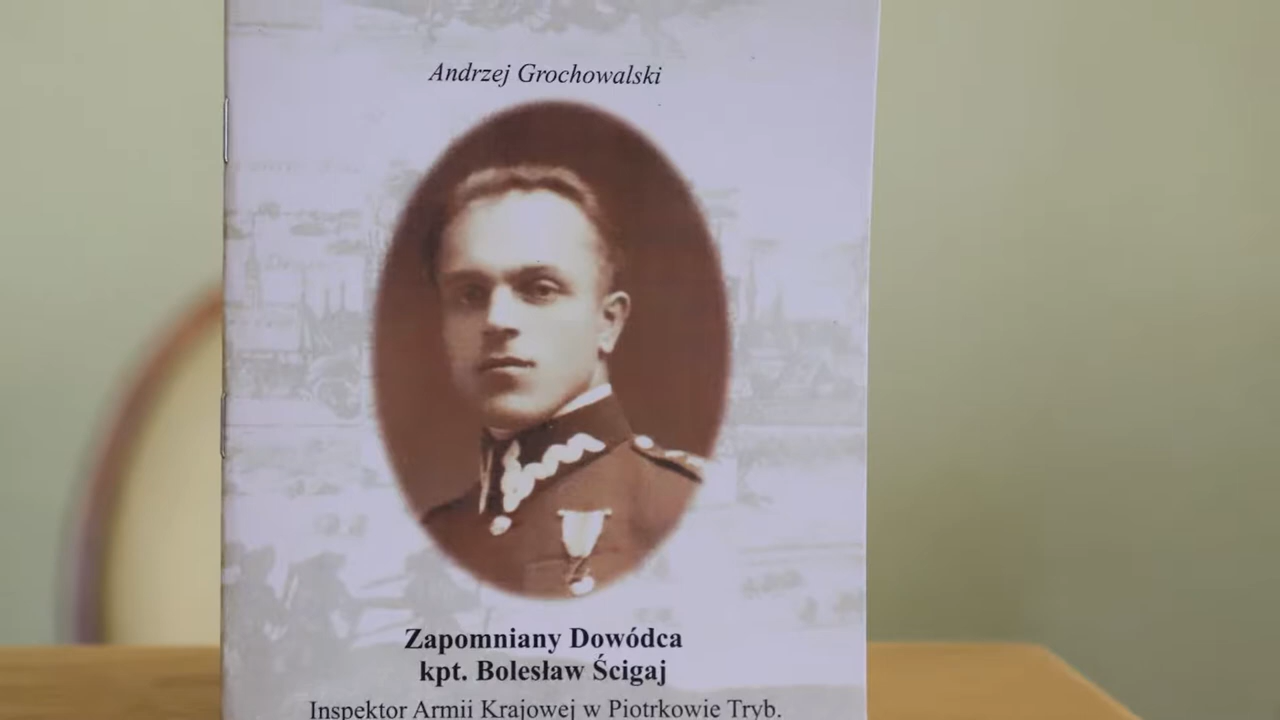 Andrzej Grochowalski
Zapomniany Dowódca
kpt. Bolesław Ścigaj
Inspektor Armii Krajowej w Piotrkowie Tryb.